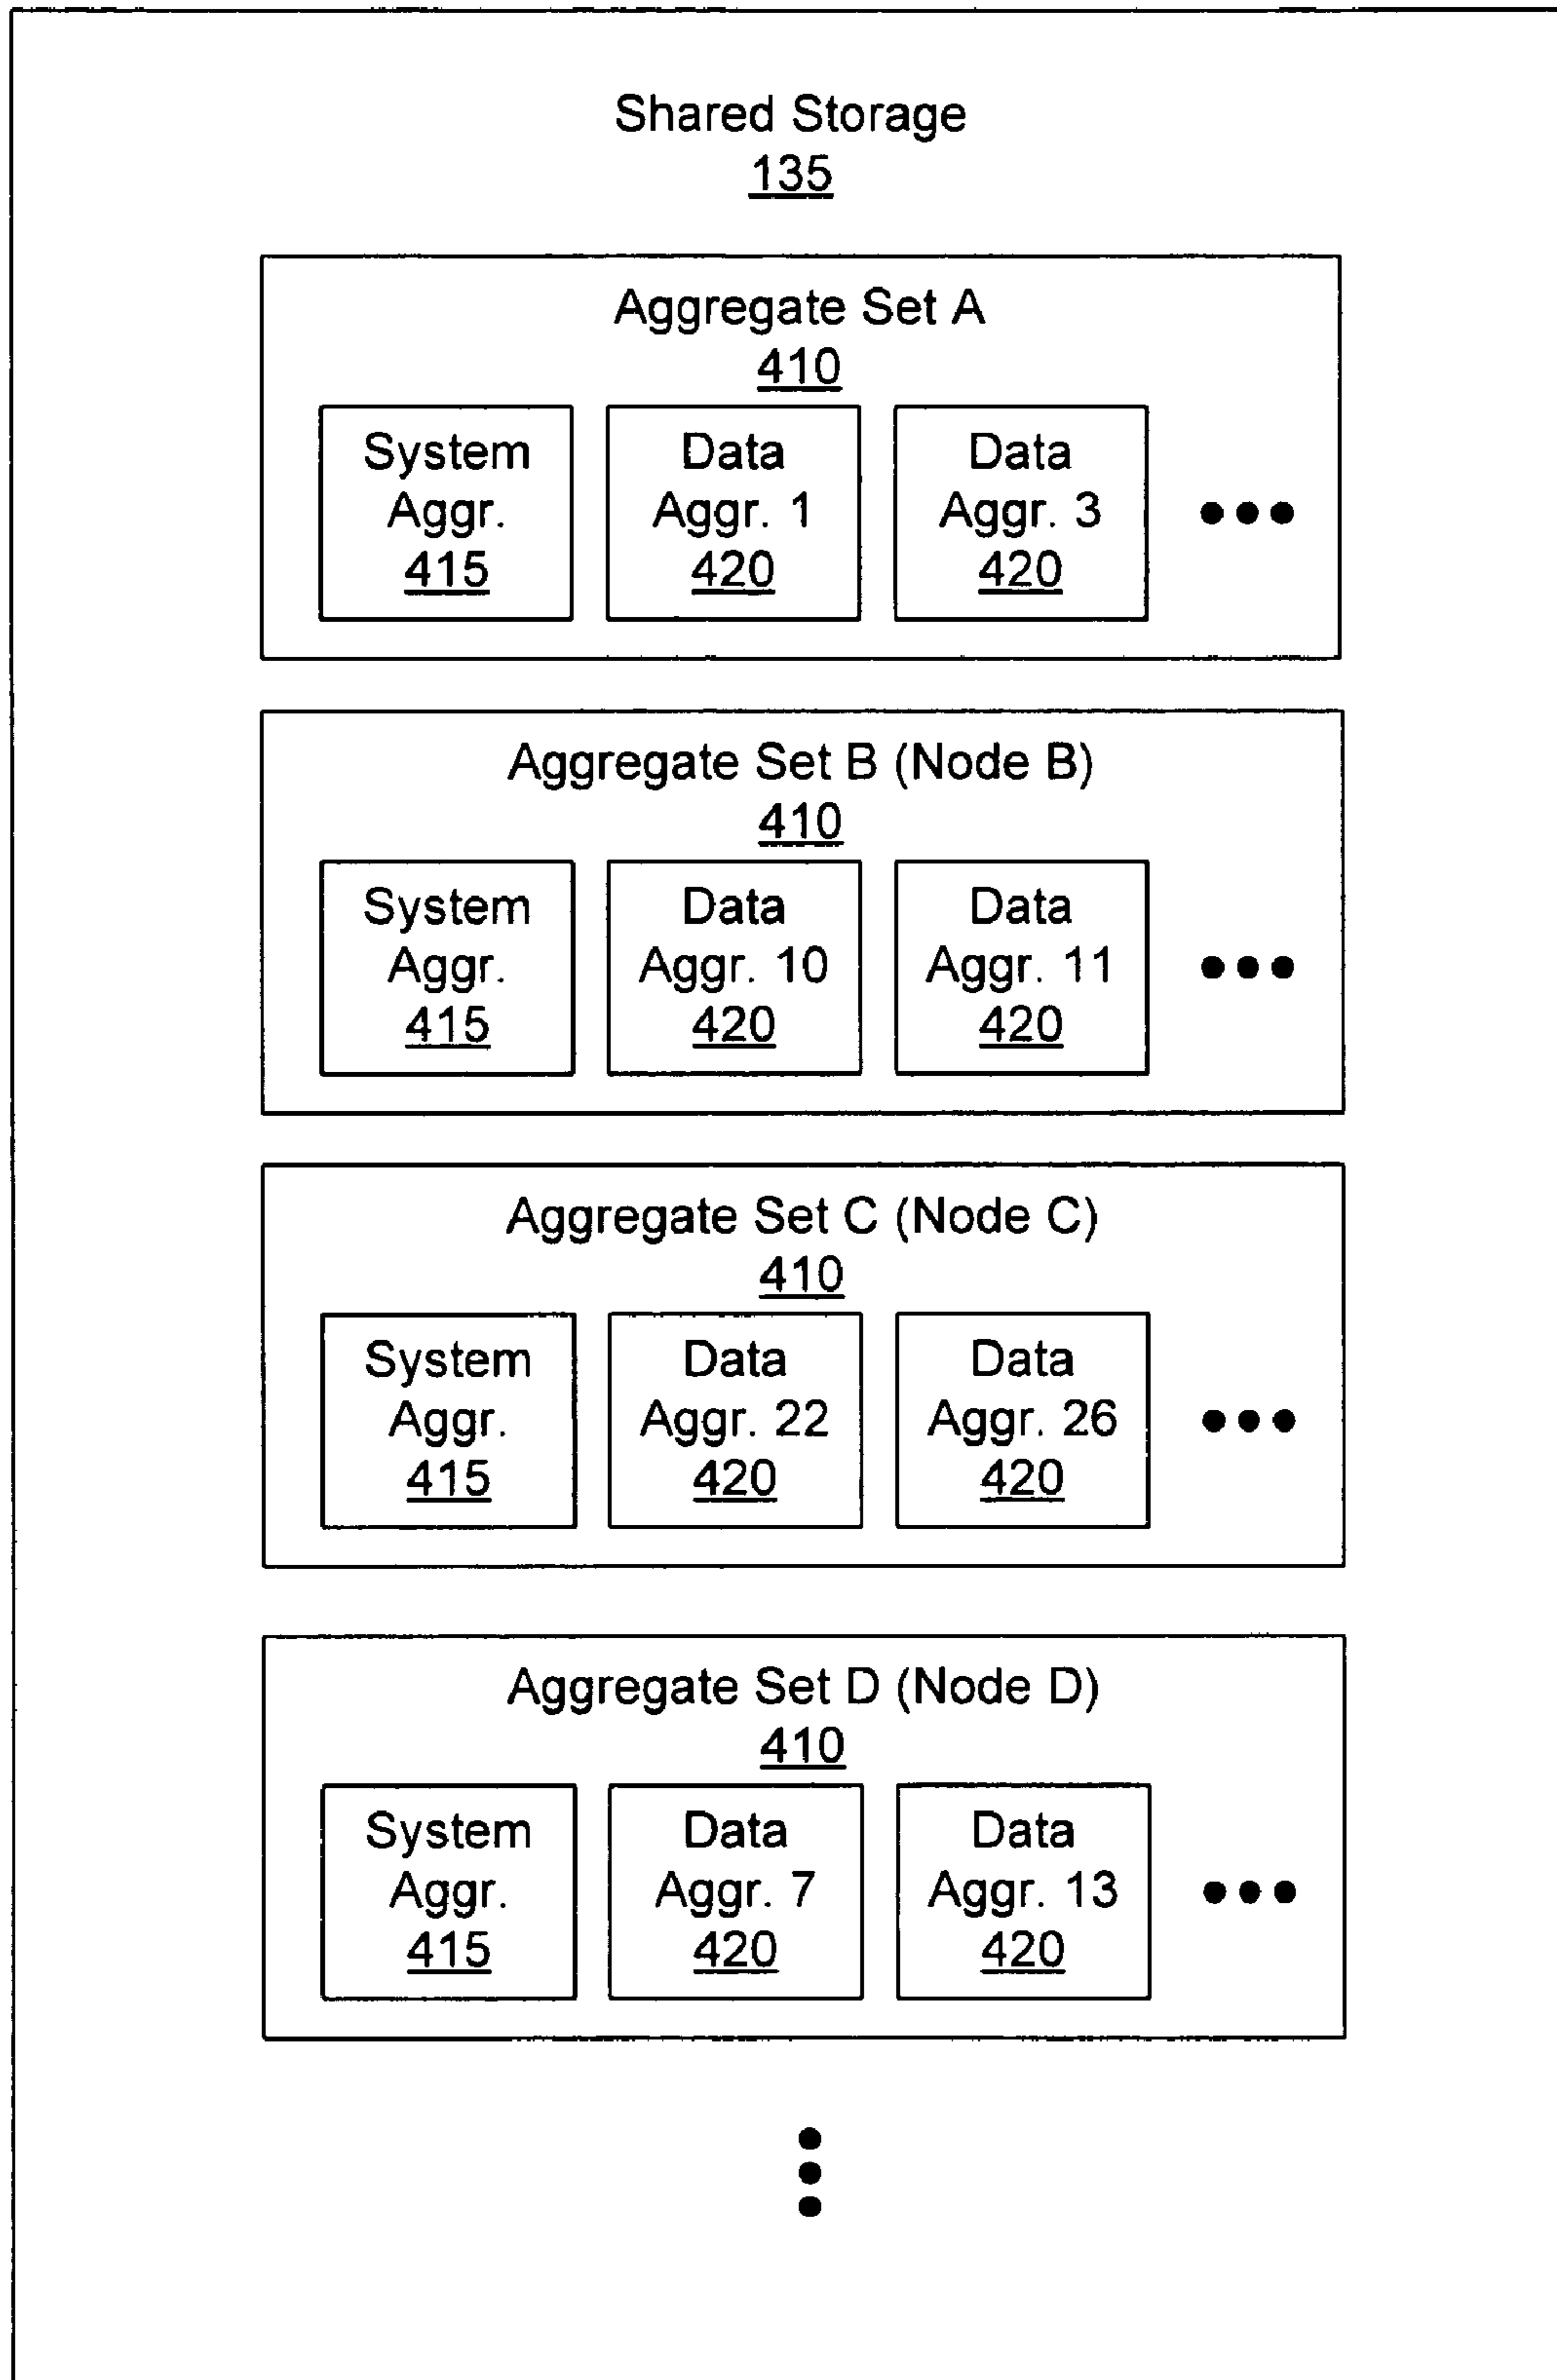 Shared Storage
135
Aggregate Set A
410
System
Aggr.
415
Data
Aggr. 1
420
Data
Aggr. 3
420
Aggregate Set B (Node B)
410
System
Aggr.
415
Data
Aggr. 10
420
Data
Aggr. 11
420
Aggregate Set C (Node C)
410
System
Aggr.
415
Data
Aggr. 22
420
Data
Aggr. 26
420
Aggregate Set D (Node D)
410
System
Aggr.
415
Data
Aggr. 7
420
Data
Aggr. 13
420